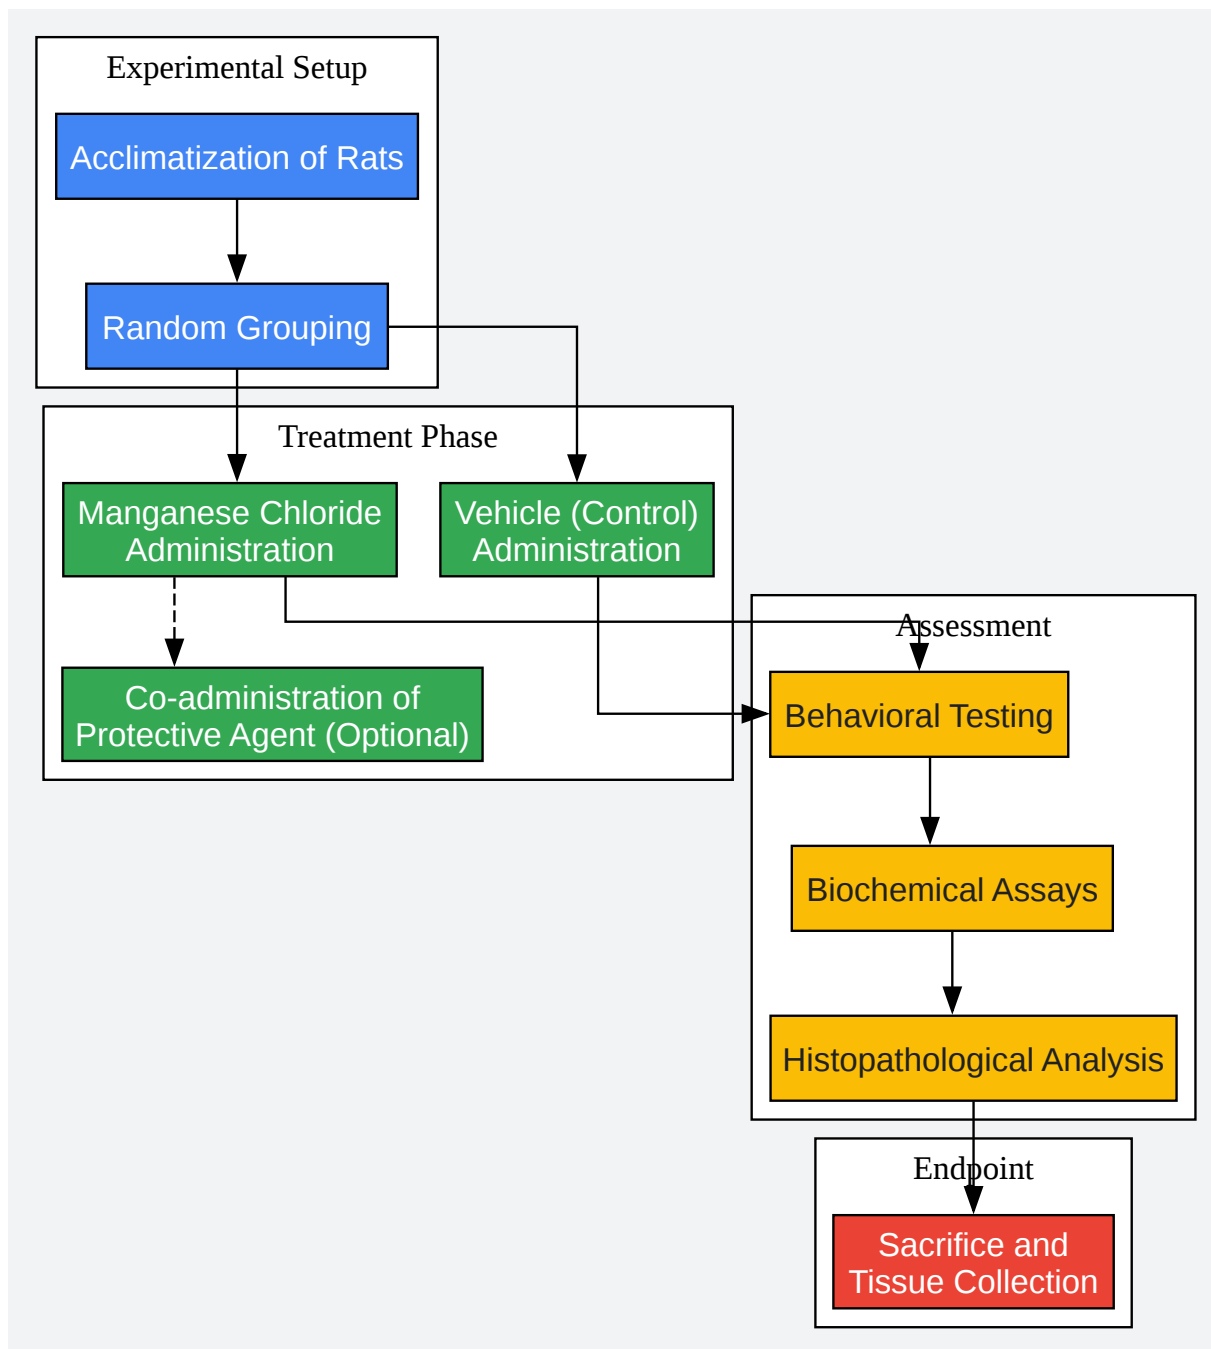 Experimental Setup
Acclimatization of Rats
Random Grouping
Treatment Phase
Manganese Chloride
Administration
Vehicle (Control)
Administration
Co-administration of
Protective Agent (Optional)
Assessment
Behavioral Testing
Biochemical Assays
Histopathological Analysis
Endpoint
Sacrifice and
Tissue Collection